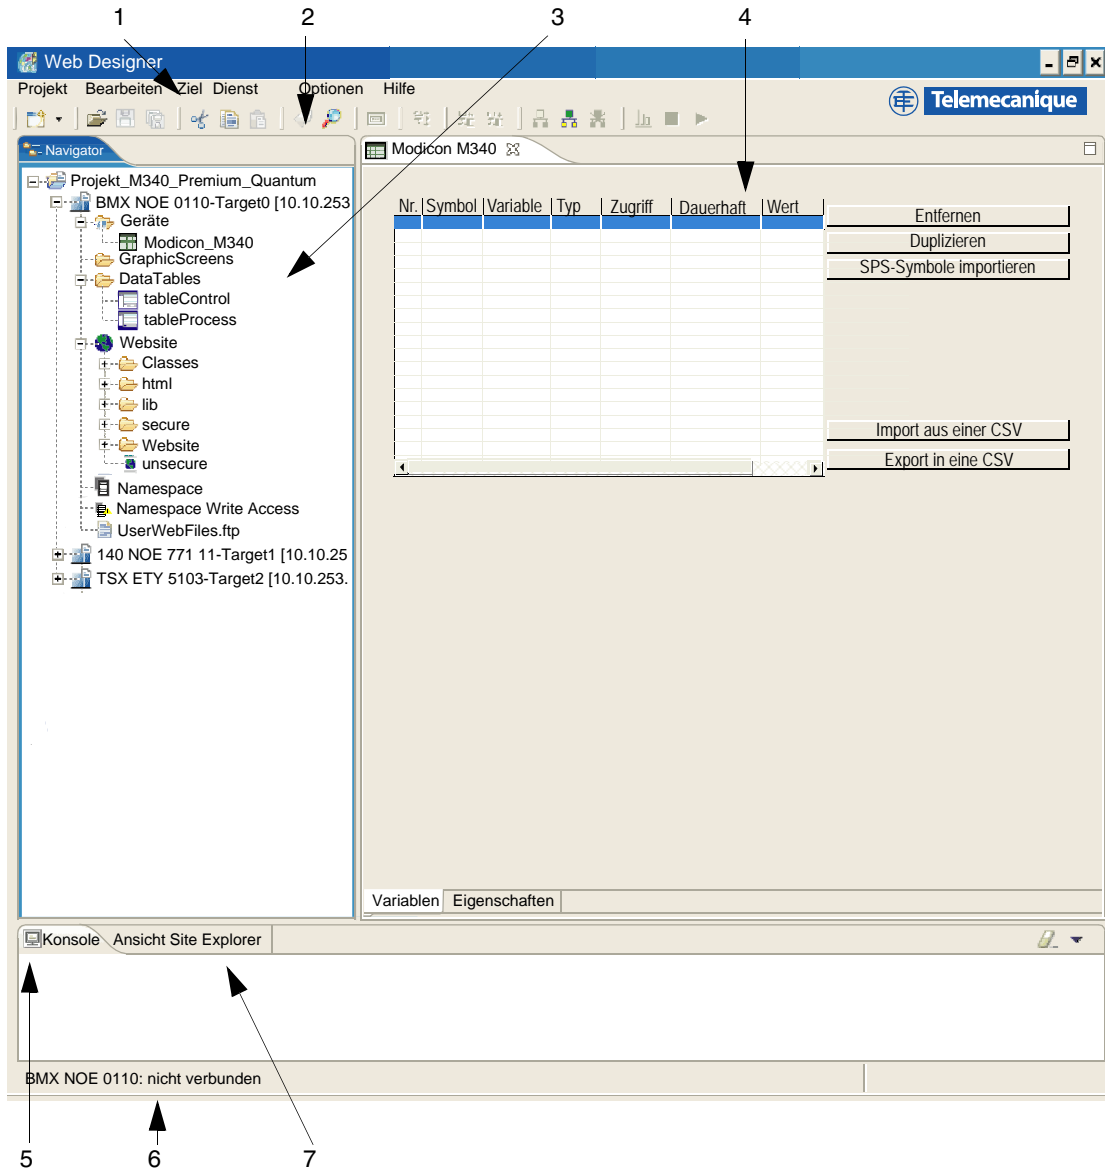 1 2 3 4
Web Designer
Projekt Bearbeiten Ziel Dienst Optionen Hilfe
Telemecanique
Navigator
Modicon M340
Projekt_M340_Premium_Quantum
BMX NOE 0110-Target0 [10.10.253
Geräte
Modicon_M340
GraphicScreens
DataTables
tableControl
tableProcess
Website
Classes
html
lib
secure
Website
unsecure
Namespace
Namespace Write Access
UserWebFiles.ftp
140 NOE 771 11-Target1 [10.10.25
TSX ETY 5103-Target2 [10.10.253.
Nr. Symbol Variable Typ Zugriff Dauerhaft Wert
Entfernen
Duplizieren
SPS-Symbole importieren
Import aus einer CSV
Export in eine CSV
Variablen Eigenschaften
Konsole Ansicht Site Explorer
BMX NOE 0110: nicht verbunden
5 6 7